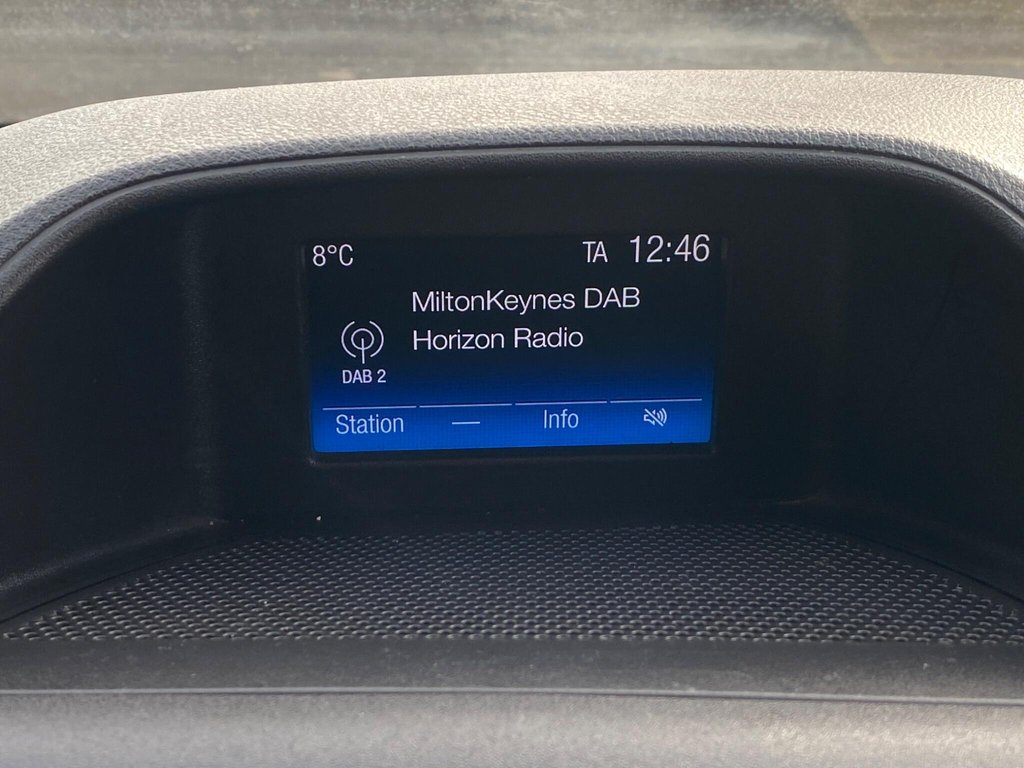 8°C TA 12:46
MiltonKeynes DAB
Horizon Radio
DAB 2
Station — Info